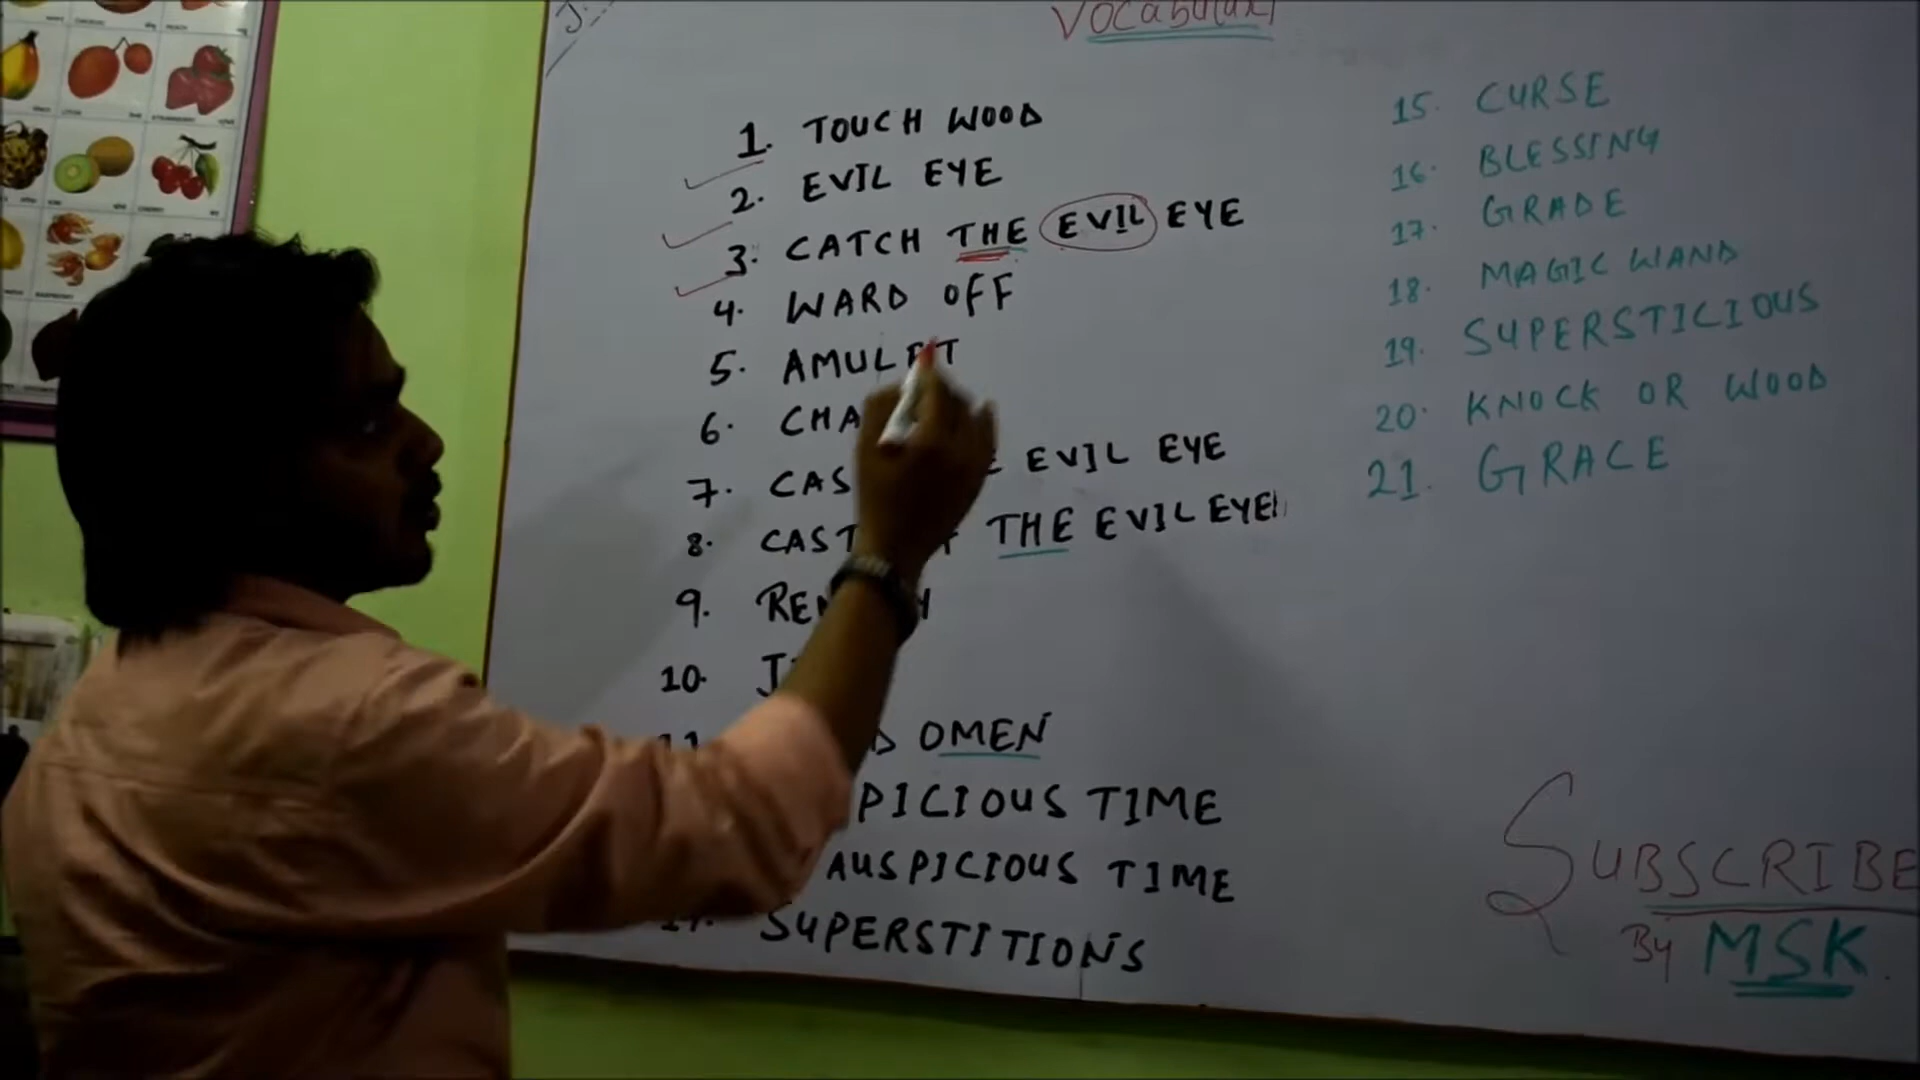 VOCabulary
1. TOUCH WOOD
2. EVIL EYE
3. CATCH THE EVIL EYE
4. WARD OFF
5. AMULET
6. CHA
7. CAS EVIL EYE
8. CAST THE EVIL EYE
9.
10.
11. OMEN
PICIOUS TIME
AUSPICIOUS TIME
14. SUPERSTITIONS
15. CURSE
16. BLESSING
17. GRADE
18. MAGIC WAND
19. SUPERSTICIOUS
20. KNOCK OR WOOD
21. GRACE
SUBSCRIBE
By MSK.